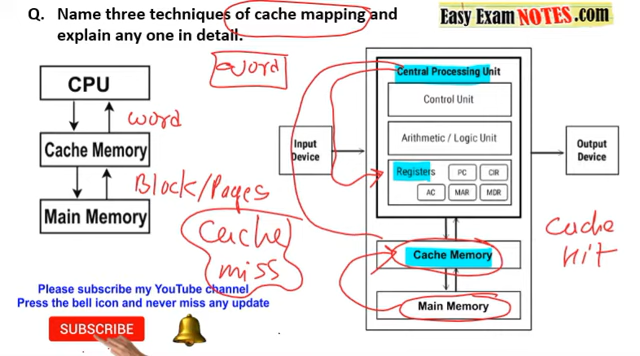 Q. Name three techniques of cache mapping and
explain any one in detail.
Easy Exam NOTES.com
word
CPU
word
Cache Memory
Block/Pages
Main Memory
Cache
miss
Central Processing Unit
Control Unit
Arithmetic / Logic Unit
Registers
PC
CIR
AC
MAR
MDR
Input
Device
Output
Device
Cache Memory
Main Memory
Cache
Hit
Please subscribe my YouTube channel
Press the bell icon and never miss any update
SUBSCRIBE